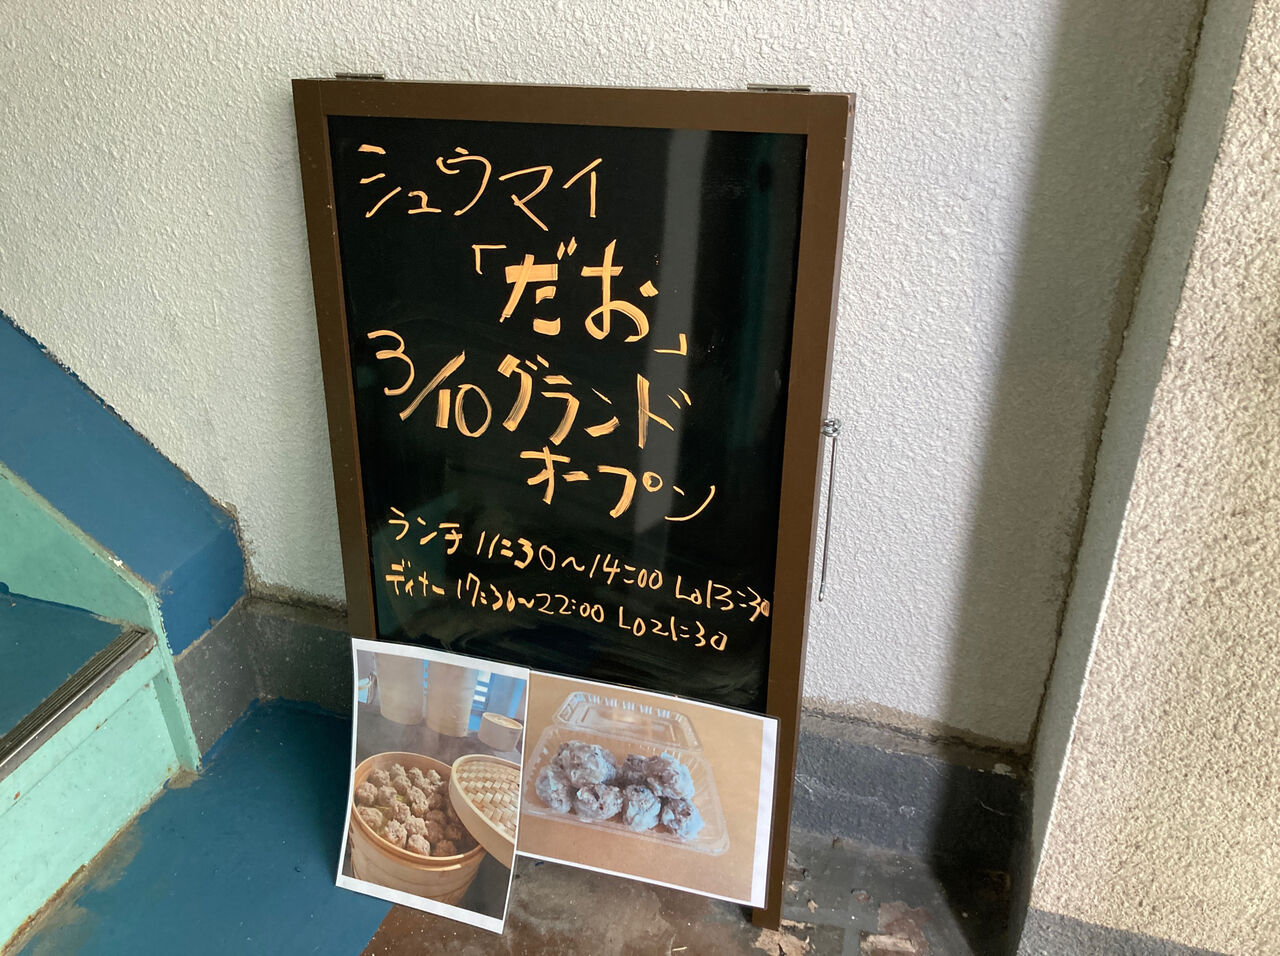 シュウマイ
「だお」
3/10グランド
オープン
ランチ 11:30〜14:00 Lo13:30
ディナー 17:30〜22:00 Lo21:30